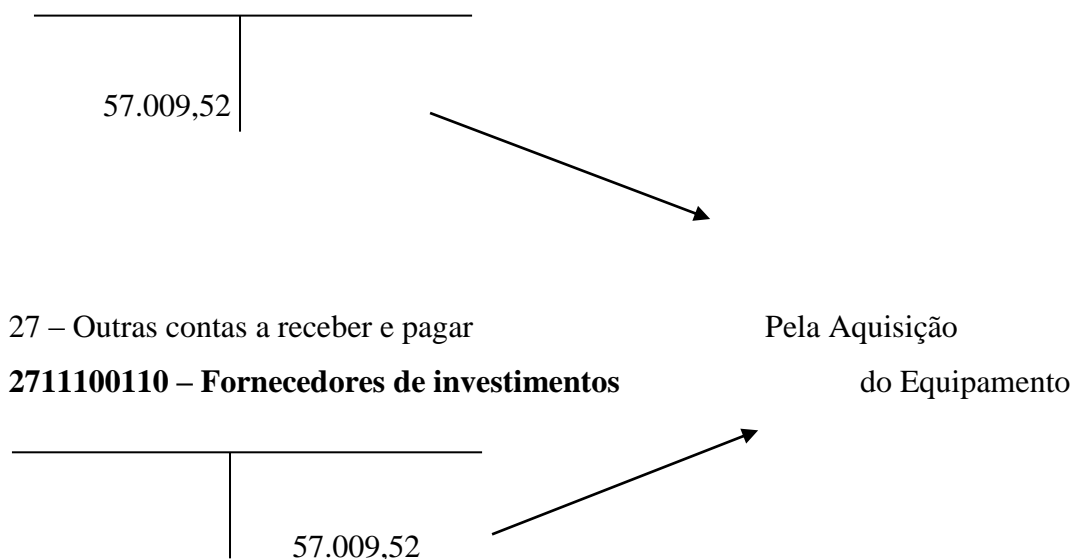 57.009,52
27 – Outras contas a receber e pagar
Pela Aquisição
2711100110 – Fornecedores de investimentos
do Equipamento
57.009,52